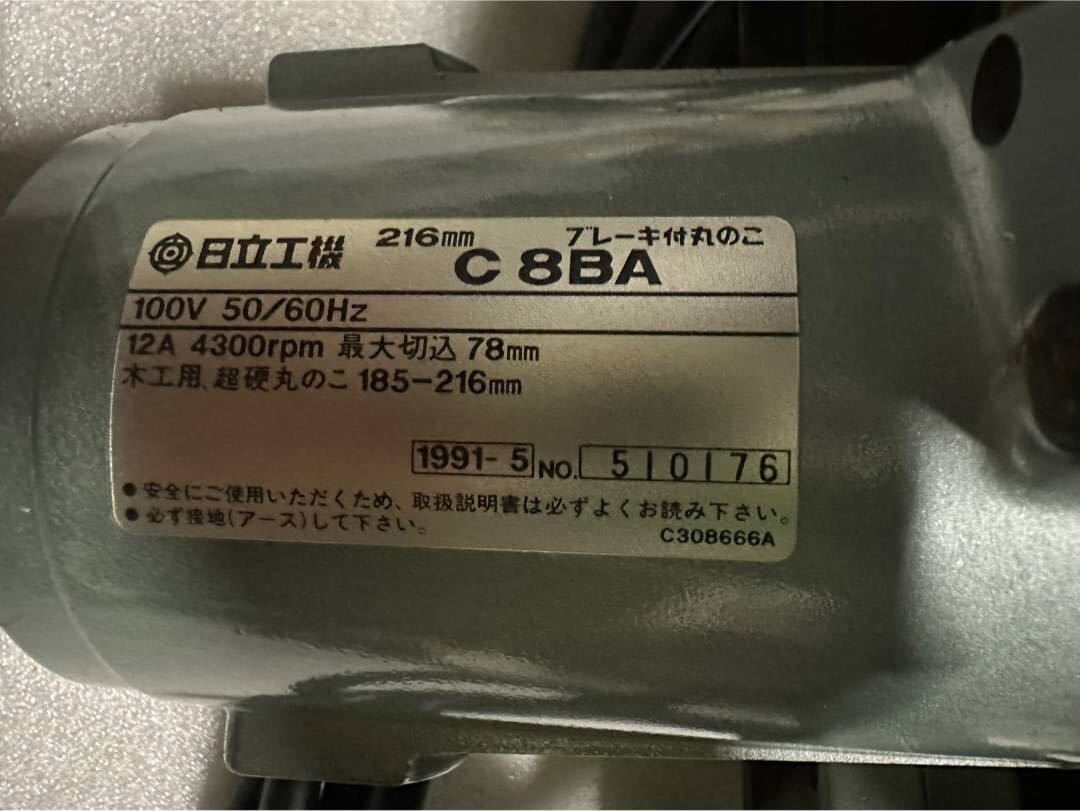 日立工機 216mm ブレーキ付丸のこ
C 8BA
100V 50/60Hz
12A 4300rpm 最大切込 78mm
木工用、超硬丸のこ 185-216mm
1991-5 NO. 510176
●安全にご使用いただくため、取扱説明書は必ずよくお読み下さい。
●必ず接地(アース)して下さい。
C308666A